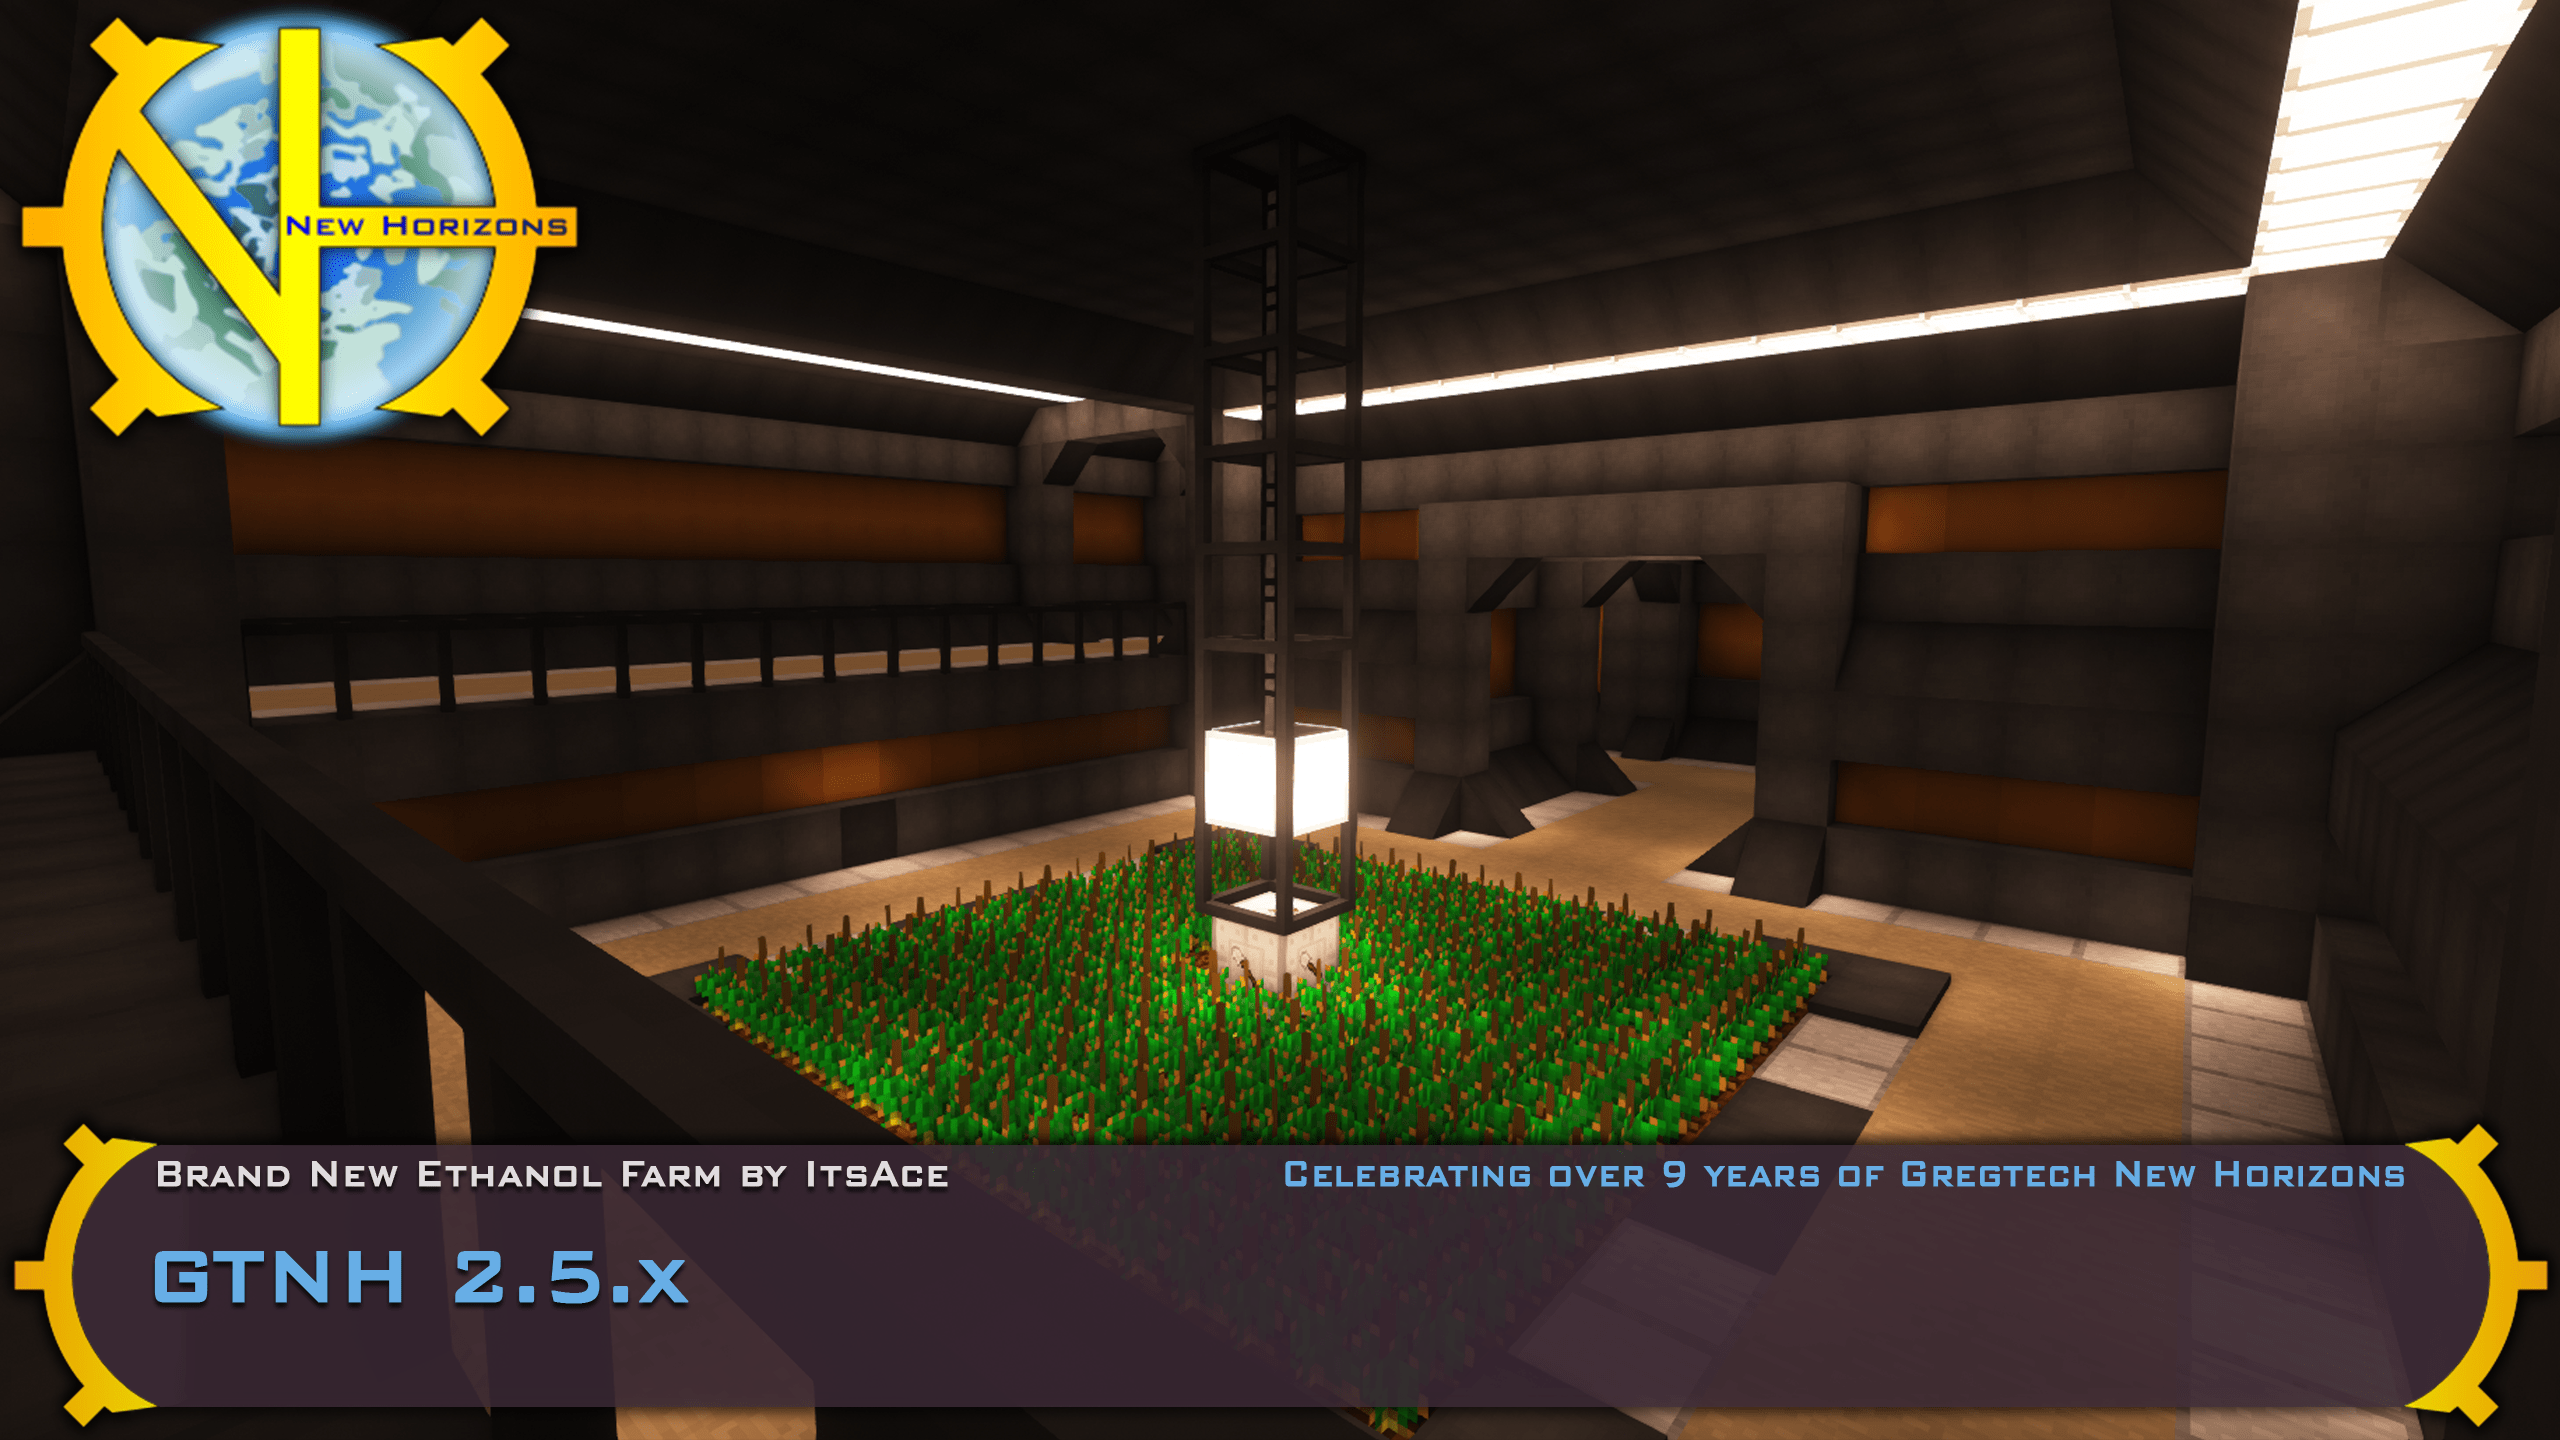 New Horizons
Brand New Ethanol Farm by ItsAce
Celebrating over 9 years of Gregtech New Horizons
GTNH 2.5.x